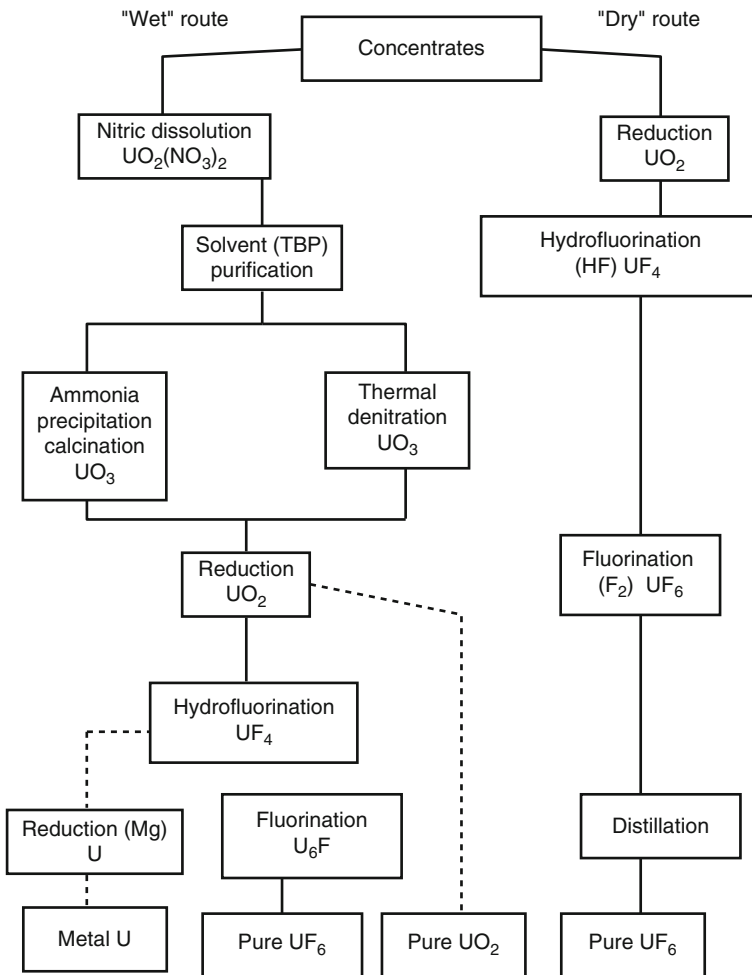 "Wet" route
"Dry" route
Concentrates
Nitric dissolution
UO₂(NO₃)₂
Reduction
UO₂
Solvent (TBP)
purification
Hydrofluorination
(HF) UF₄
Ammonia
precipitation
calcination
UO₃
Thermal
denitration
UO₃
Reduction
UO₂
Fluorination
(F₂) UF₆
Hydrofluorination
UF₄
Reduction (Mg)
U
Fluorination
U₆F
Distillation
Metal U
Pure UF₆
Pure UO₂
Pure UF₆